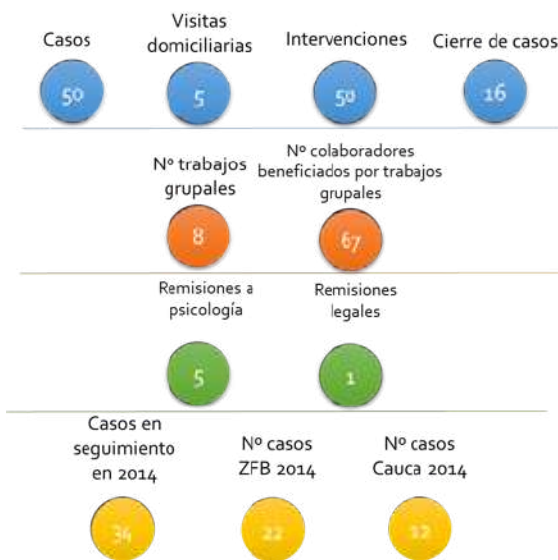 Casos
Visitas
domiciliarias
Intervenciones
Cierre de casos
50
5
50
16
Nº trabajos
grupales
Nº colaboradores
beneficiados por trabajos
grupales
8
67
Remisiones a
psicología
Remisiones
legales
5
1
Casos en
seguimiento
en 2014
Nº casos
ZFB 2014
Nº casos
Cauca 2014
34
22
12